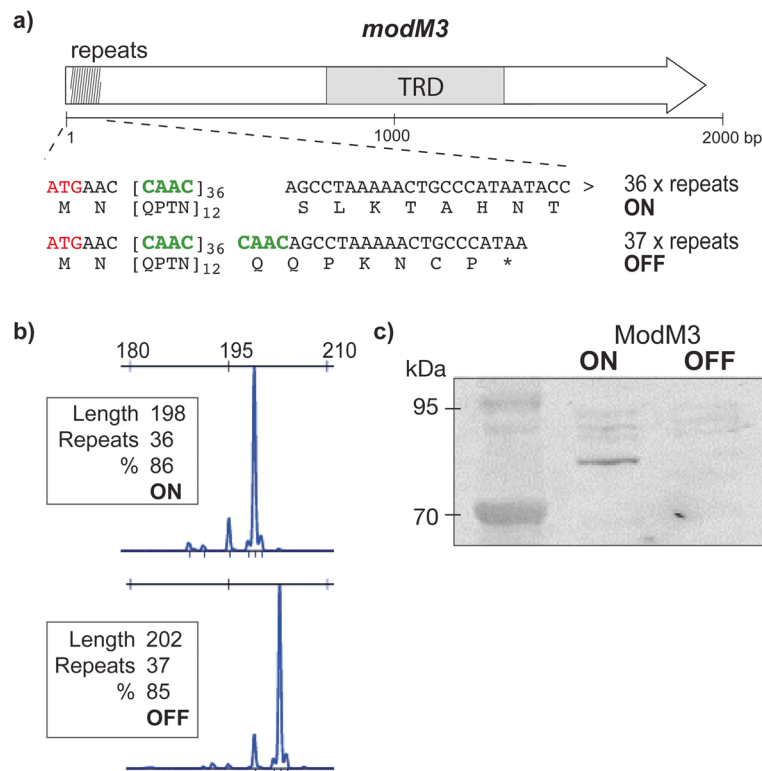 a)
modM3
repeats
TRD
1 1000 2000 bp
ATGAAC [CAAC]36 AGCCTAAAAACTGCCCATAATACC > 36 x repeats
M N [QPTN]12 S L K T A H N T ON
ATGAAC [CAAC]36 CAACAGCCTAAAAACTGCCCATAA 37 x repeats
M N [QPTN]12 Q Q P K N C P * OFF
b)
180 195 210
Length 198
Repeats 36
% 86
ON
Length 202
Repeats 37
% 85
OFF
c)
ModM3
kDa ON OFF
95
70